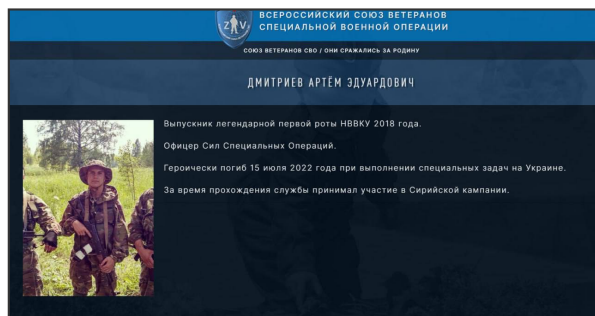 ВСЕРОССИЙСКИЙ СОЮЗ ВЕТЕРАНОВ
СПЕЦИАЛЬНОЙ ВОЕННОЙ ОПЕРАЦИИ
Z V
СОЮЗ ВЕТЕРАНОВ СВО / ОНИ СРАЖАЛИСЬ ЗА РОДИНУ
ДМИТРИЕВ АРТЁМ ЭДУАРДОВИЧ
Выпускник легендарной первой роты НВВКУ 2018 года.
Офицер Сил Специальных Операций.
Героически погиб 15 июля 2022 года при выполнении специальных задач на Украине.
За время прохождения службы принимал участие в Сирийской кампании.